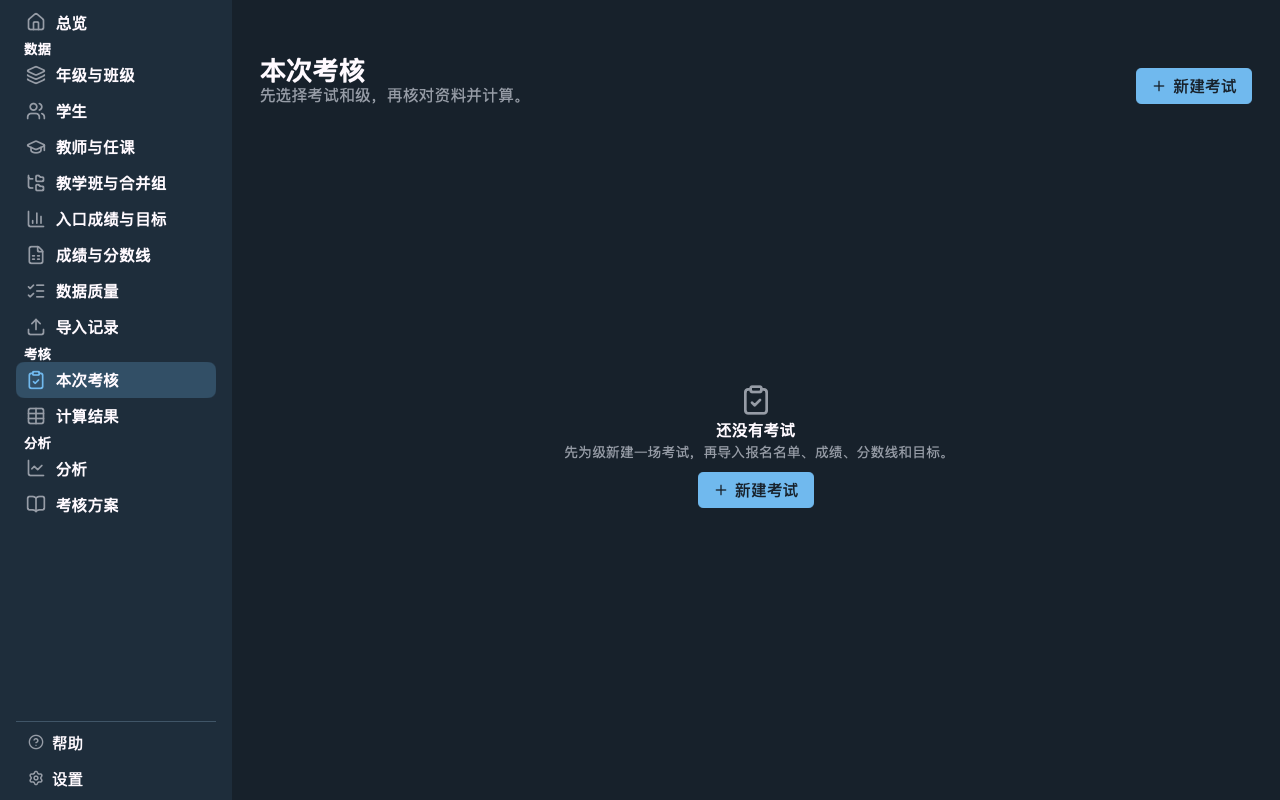 总览
数据
年级与班级
学生
教师与任课
教学班与合并组
入口成绩与目标
成绩与分数线
数据质量
导入记录
考核
本次考核
计算结果
分析
分析
考核方案
帮助
设置
本次考核
先选择考试和级，再核对资料并计算。
新建考试
还没有考试
先为级新建一场考试，再导入报名名单、成绩、分数线和目标。
新建考试